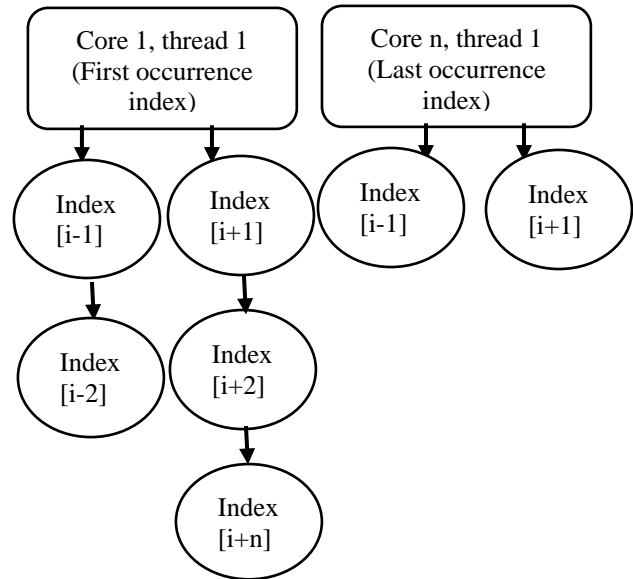 Core 1, thread 1
(First occurrence
index)
Core n, thread 1
(Last occurrence
index)
Index
[i-1]
Index
[i+1]
Index
[i-1]
Index
[i+1]
Index
[i-2]
Index
[i+2]
Index
[i+n]